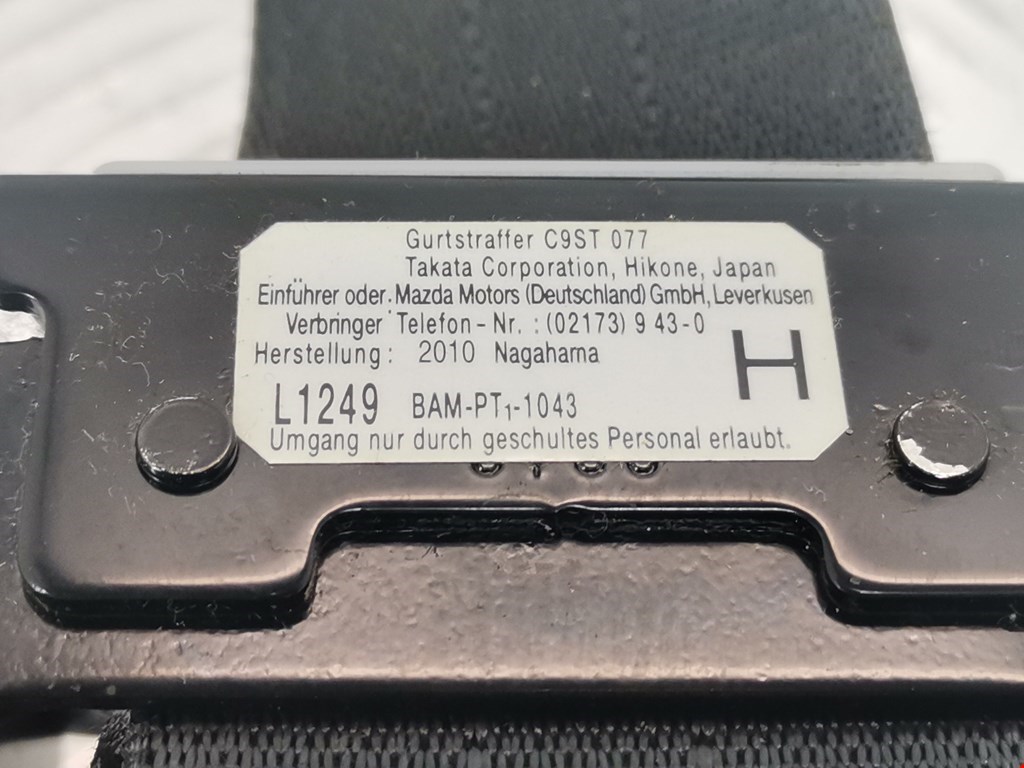 Gurtstraffer C9ST 077
Takata Corporation, Hikone, Japan
Einführer oder. Mazda Motors (Deutschland) GmbH, Leverkusen
Verbringer Telefon-Nr. : (02173) 9 43-0
Herstellung: 2010 Nagahama
H
L1249 BAM-PT1-1043
Umgang nur durch geschultes Personal erlaubt.